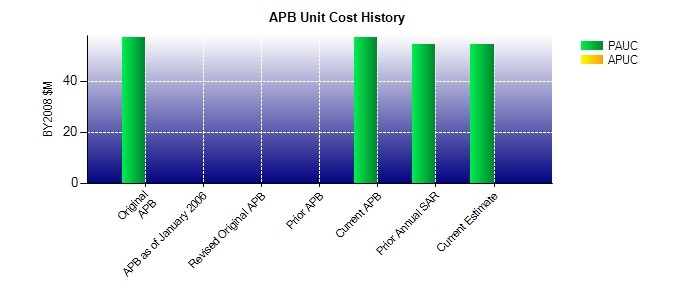 APB Unit Cost History
PAUC
APUC
BY2008 $M
40
20
0
Original
APB
APB as of January 2006
Revised Original APB
Prior APB
Current APB
Prior Annual SAR
Current Estimate